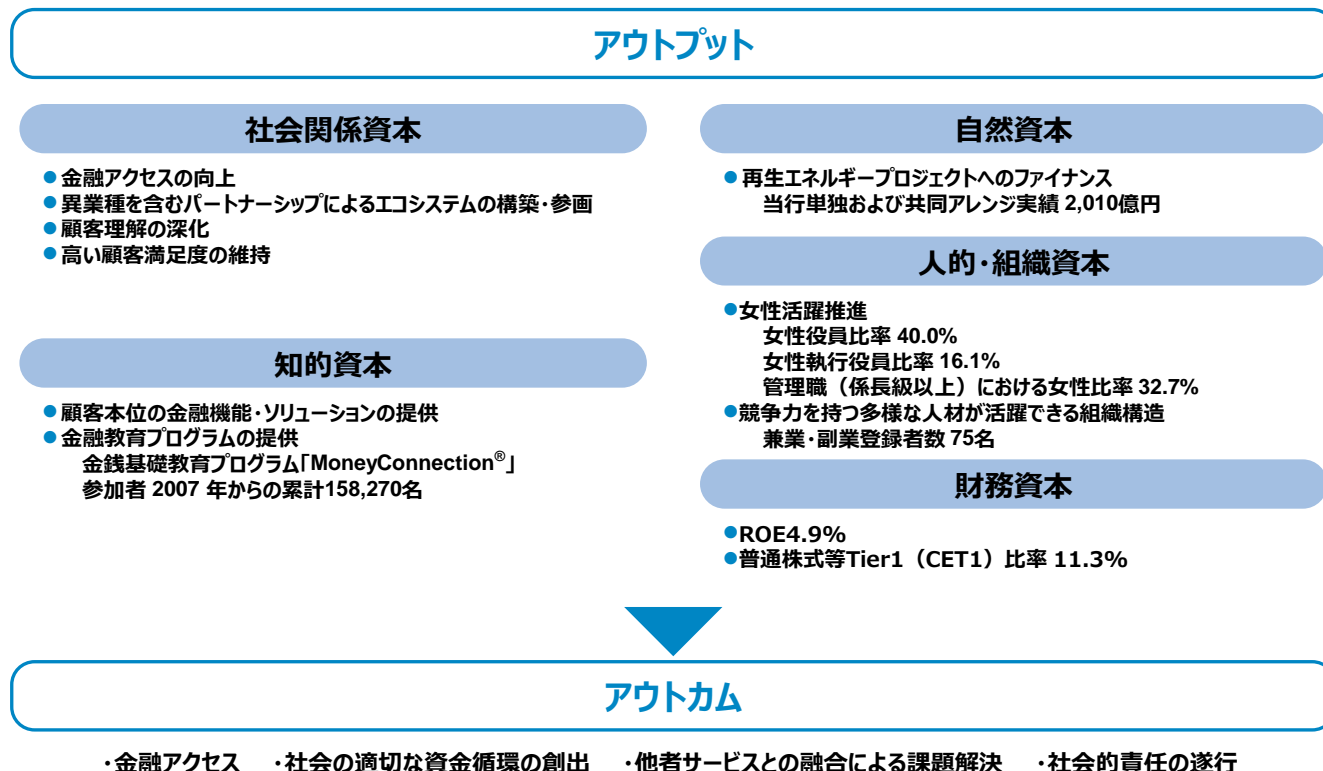 アウトプット
社会関係資本
●金融アクセスの向上
●異業種を含むパートナーシップによるエコシステムの構築・参画
●顧客理解の深化
●高い顧客満足度の維持
知的資本
●顧客本位の金融機能・ソリューションの提供
●金融教育プログラムの提供
金銭基礎教育プログラム「MoneyConnection®」
参加者 2007 年からの累計158,270名
自然資本
●再生エネルギープロジェクトへのファイナンス
当行単独および共同アレンジ実績 2,010億円
人的・組織資本
●女性活躍推進
女性役員比率 40.0%
女性執行役員比率 16.1%
管理職（係長級以上）における女性比率 32.7%
●競争力を持つ多様な人材が活躍できる組織構造
兼業・副業登録者数 75名
財務資本
●ROE4.9%
●普通株式等Tier1（CET1）比率 11.3%
アウトカム
・金融アクセス ・社会の適切な資金循環の創出 ・他者サービスとの融合による課題解決 ・社会的責任の遂行